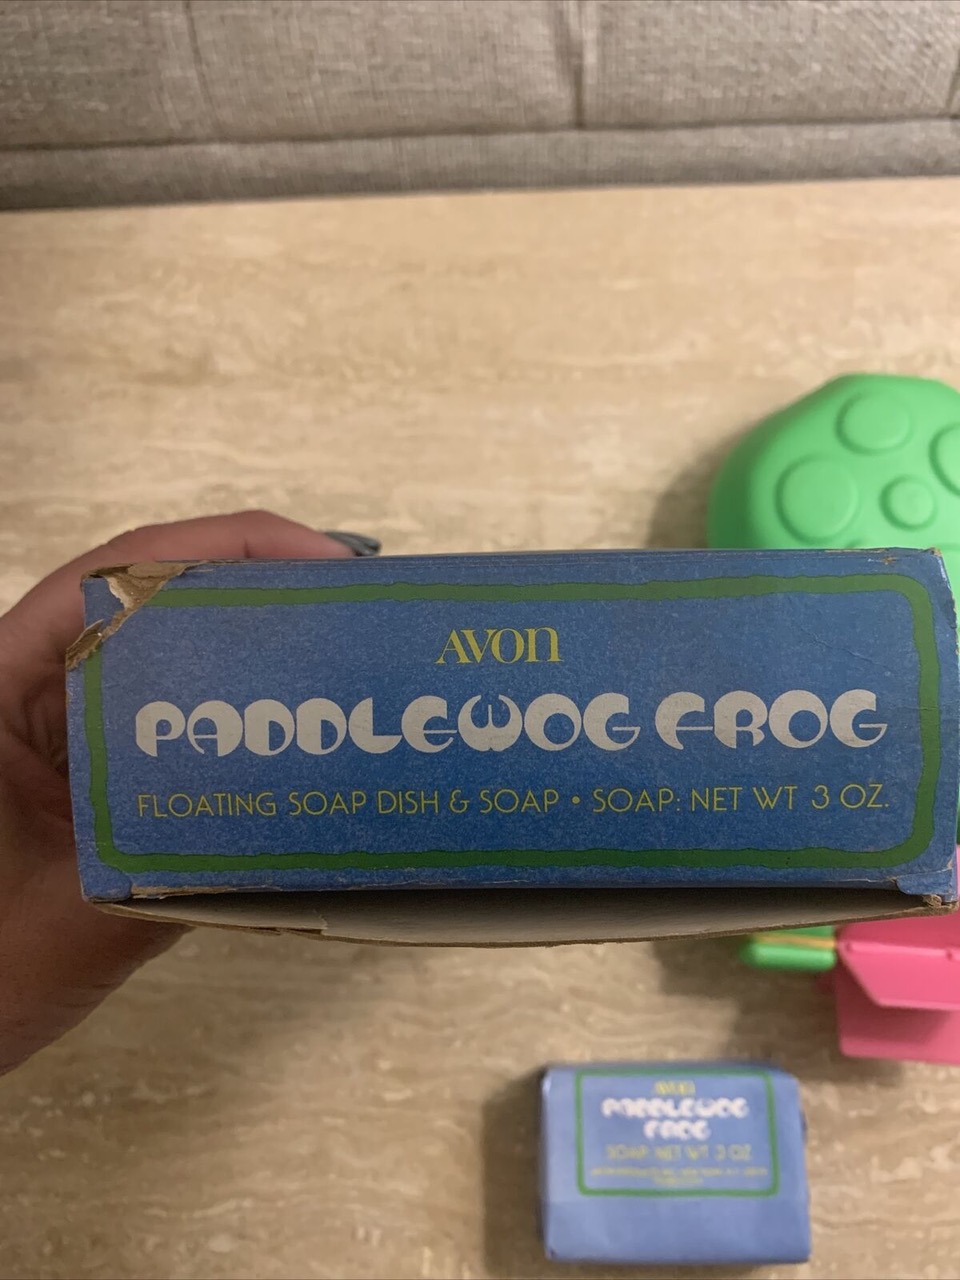 AVON
PADDLEWOG FROG
FLOATING SOAP DISH & SOAP • SOAP: NET WT 3 OZ.
AVON
PADDLEWOG
FROG
SOAP: NET WT 3 OZ